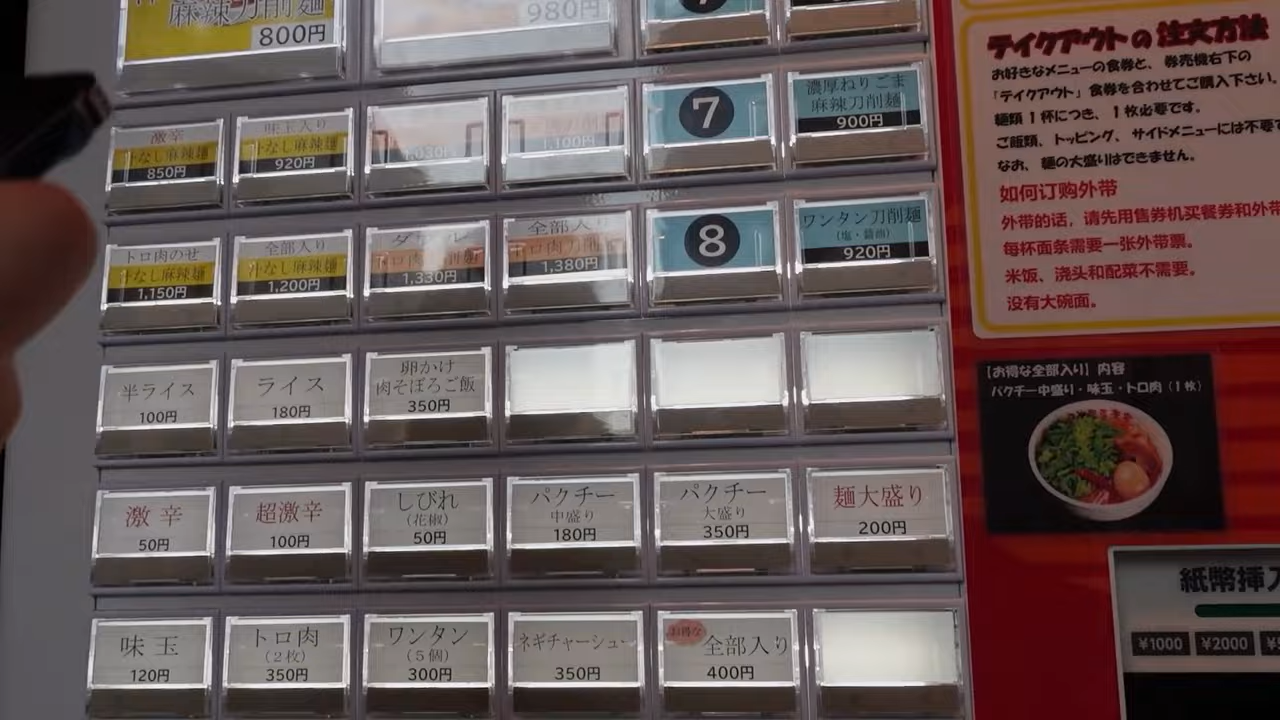 麻辣刀削麺
800円
980円
激辛
汁なし麻辣麺
850円
味玉入り
汁なし麻辣麺
920円
1,030円
1,100円
7
濃厚ねりごま
麻辣刀削麺
900円
トロ肉のせ
汁なし麻辣麺
1,150円
全部入り
汁なし麻辣麺
1,200円
1,330円
全部入り
トロ肉刀削麺
1,380円
8
ワンタン刀削麺
(塩・醤油)
920円
半ライス
100円
ライス
180円
卵かけ
肉そぼろご飯
350円
激辛
50円
超激辛
100円
しびれ
(花椒)
50円
パクチー
中盛り
180円
パクチー
大盛り
350円
麺大盛り
200円
味玉
120円
トロ肉
(2枚)
350円
ワンタン
(5個)
300円
ネギチャーシュー
350円
お得な
全部入り
400円
テイクアウトの注文方法
お好きなメニューの食券と、券売機右下の
「テイクアウト」食券を合わせてご購入下さい。
麺類1杯につき、1枚必要です。
ご飯類、トッピング、サイドメニューには不要で
なお、麺の大盛りはできません。
如何订购外带
外带的话，请先用售券机买餐券和外带
每杯面条需要一张外带票。
米饭、浇头和配菜不需要。
没有大碗面。
【お得な全部入り】内容
パクチー中盛り・味玉・トロ肉(1枚)
紙幣挿入
¥1000 ¥2000